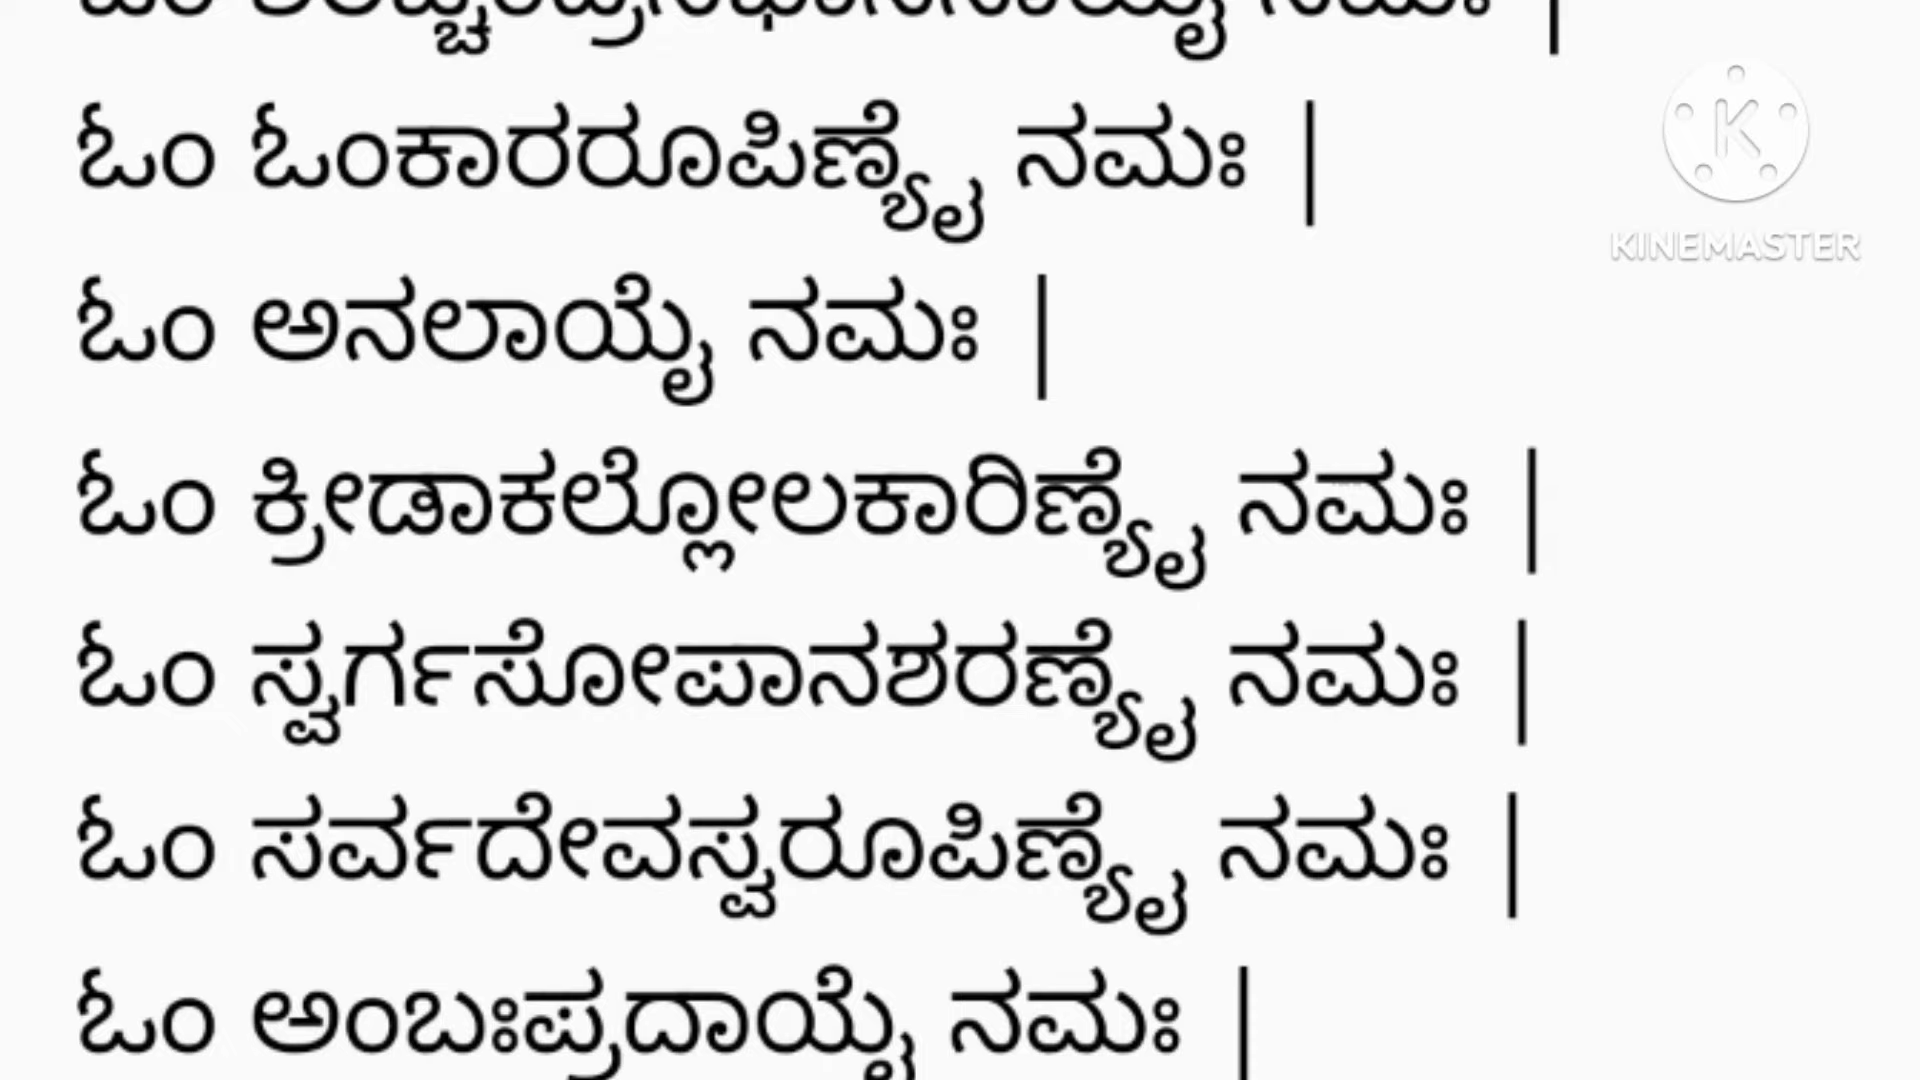 ನಮಃ |
ಓಂ ಓಂಕಾರರೂಪಿಣ್ಯೈ ನಮಃ |
ಓಂ ಅನಲಾಯೈ ನಮಃ |
ಓಂ ಕ್ರೀಡಾಕಲ್ಲೋಲಕಾರಿಣ್ಯೈ ನಮಃ |
ಓಂ ಸ್ವರ್ಗಸೋಪಾನಶರಣ್ಯೈ ನಮಃ |
ಓಂ ಸರ್ವದೇವಸ್ವರೂಪಿಣ್ಯೈ ನಮಃ |
ಓಂ ಅಂಬಃಪ್ರದಾಯೈ ನಮಃ |
KINEMASTER